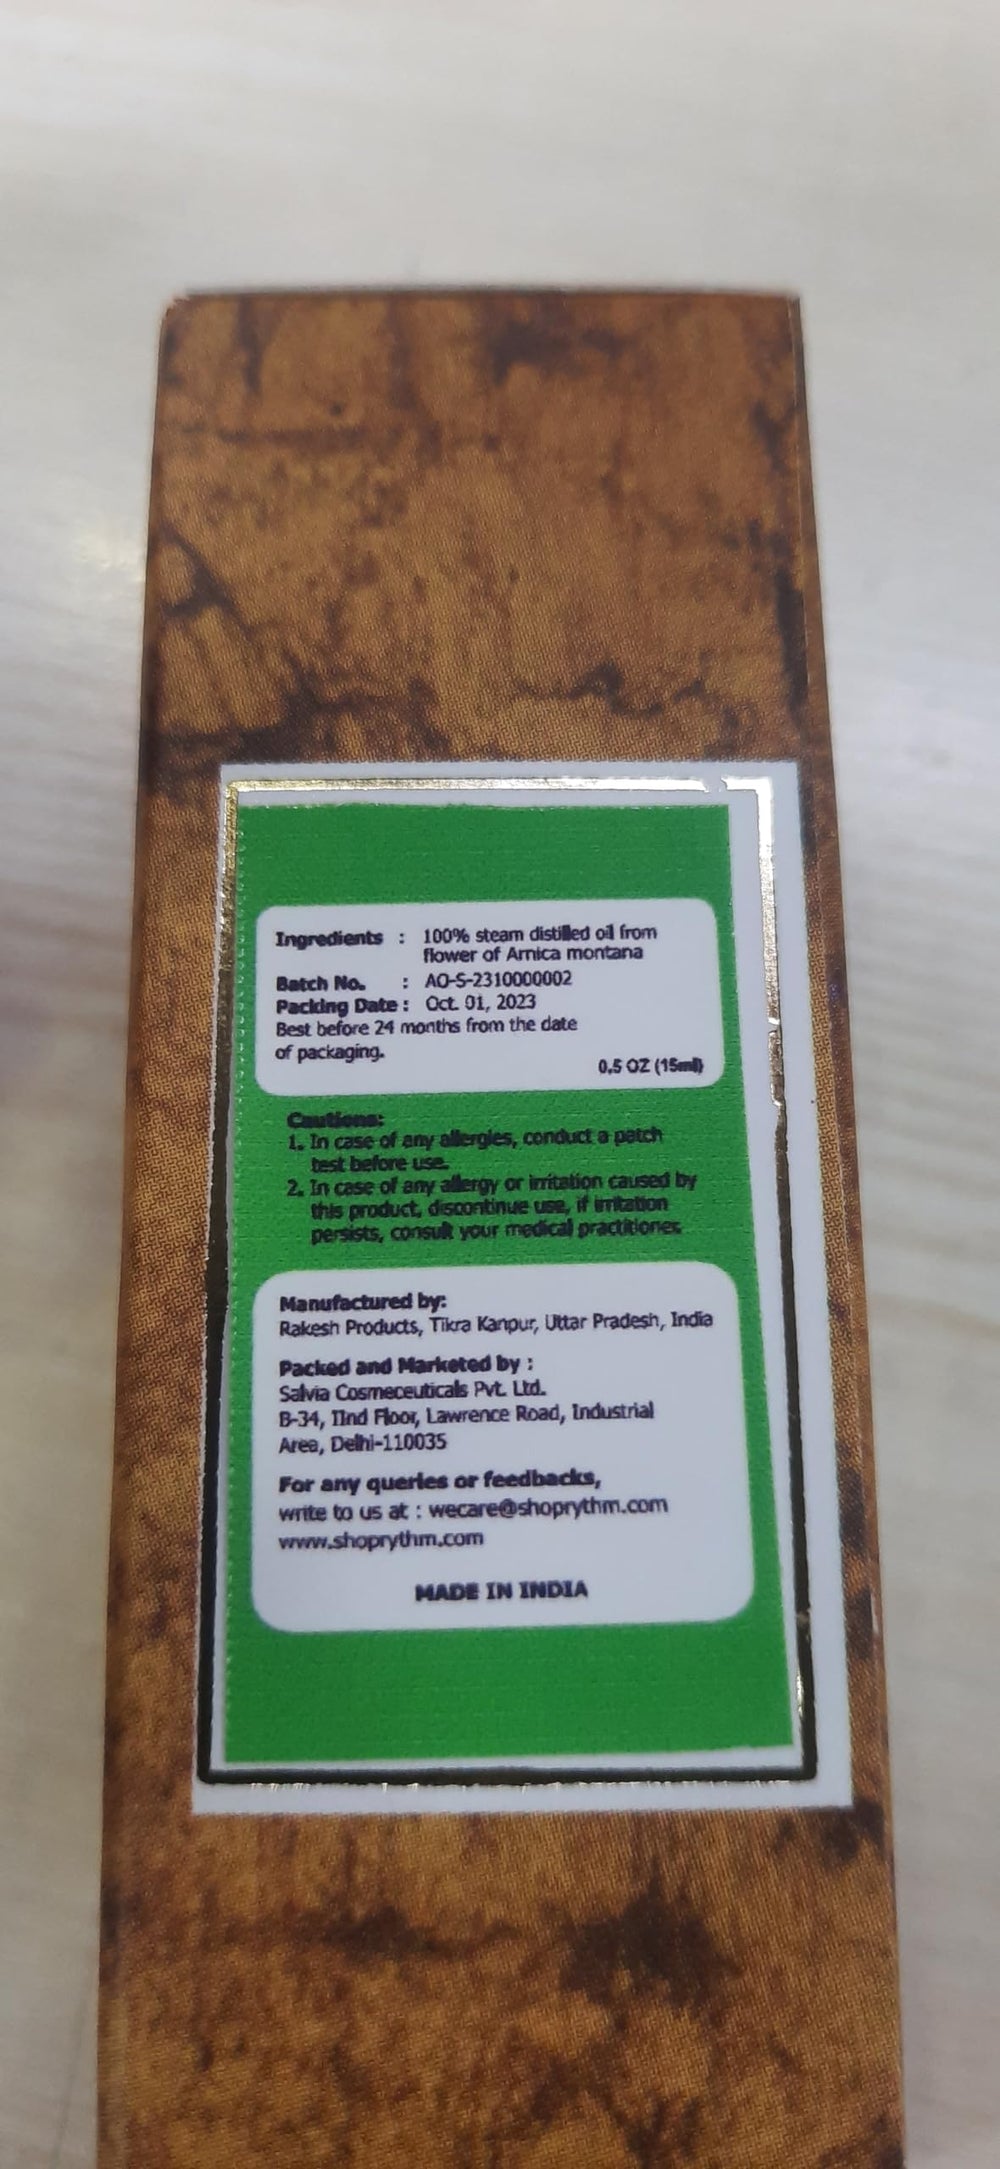 Ingredients : 100% steam distilled oil from
flower of Arnica montana
Batch No. : AO-S-2310000002
Packing Date : Oct. 01, 2023
Best before 24 months from the date
of packaging.
0.5 OZ (15ml)
Cautions:
1. In case of any allergies, conduct a patch
test before use.
2. In case of any allergy or irritation caused by
this product, discontinue use, if irritation
persists, consult your medical practitioner.
Manufactured by:
Rakesh Products, Tikra Kanpur, Uttar Pradesh, India
Packed and Marketed by :
Salvia Cosmeceuticals Pvt. Ltd.
B-34, IInd Floor, Lawrence Road, Industrial
Area, Delhi-110035
For any queries or feedbacks,
write to us at : wecare@shoprythm.com
www.shoprythm.com
MADE IN INDIA